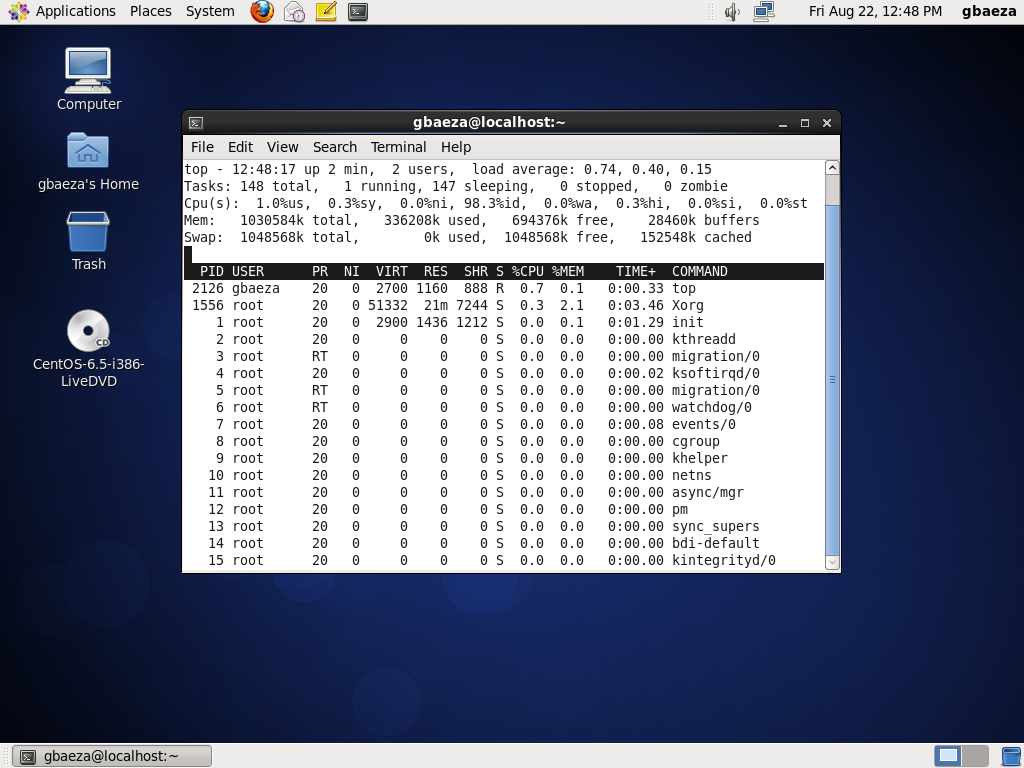 Applications Places System Fri Aug 22, 12:48 PM gbaeza
Computer
gbaeza's Home
Trash
CD
CentOS-6.5-i386-
LiveDVD
gbaeza@localhost:~
File Edit View Search Terminal Help
top - 12:48:17 up 2 min,  2 users,  load average: 0.74, 0.40, 0.15
Tasks: 148 total,   1 running, 147 sleeping,   0 stopped,   0 zombie
Cpu(s):  1.0%us,  0.3%sy,  0.0%ni, 98.3%id,  0.0%wa,  0.3%hi,  0.0%si,  0.0%st
Mem:   1030584k total,   336208k used,   694376k free,    28460k buffers
Swap:  1048568k total,        0k used,  1048568k free,   152548k cached
PID USER PR NI VIRT RES SHR S %CPU %MEM TIME+ COMMAND
2126 gbaeza 20 0 2700 1160 888 R 0.7 0.1 0:00.33 top
1556 root 20 0 51332 21m 7244 S 0.3 2.1 0:03.46 Xorg
1 root 20 0 2900 1436 1212 S 0.0 0.1 0:01.29 init
2 root 20 0 0 0 0 S 0.0 0.0 0:00.00 kthreadd
3 root RT 0 0 0 0 S 0.0 0.0 0:00.00 migration/0
4 root 20 0 0 0 0 S 0.0 0.0 0:00.02 ksoftirqd/0
5 root RT 0 0 0 0 S 0.0 0.0 0:00.00 migration/0
6 root RT 0 0 0 0 S 0.0 0.0 0:00.00 watchdog/0
7 root 20 0 0 0 0 S 0.0 0.0 0:00.08 events/0
8 root 20 0 0 0 0 S 0.0 0.0 0:00.00 cgroup
9 root 20 0 0 0 0 S 0.0 0.0 0:00.00 khelper
10 root 20 0 0 0 0 S 0.0 0.0 0:00.00 netns
11 root 20 0 0 0 0 S 0.0 0.0 0:00.00 async/mgr
12 root 20 0 0 0 0 S 0.0 0.0 0:00.00 pm
13 root 20 0 0 0 0 S 0.0 0.0 0:00.00 sync_supers
14 root 20 0 0 0 0 S 0.0 0.0 0:00.00 bdi-default
15 root 20 0 0 0 0 S 0.0 0.0 0:00.00 kintegrityd/0
gbaeza@localhost:~